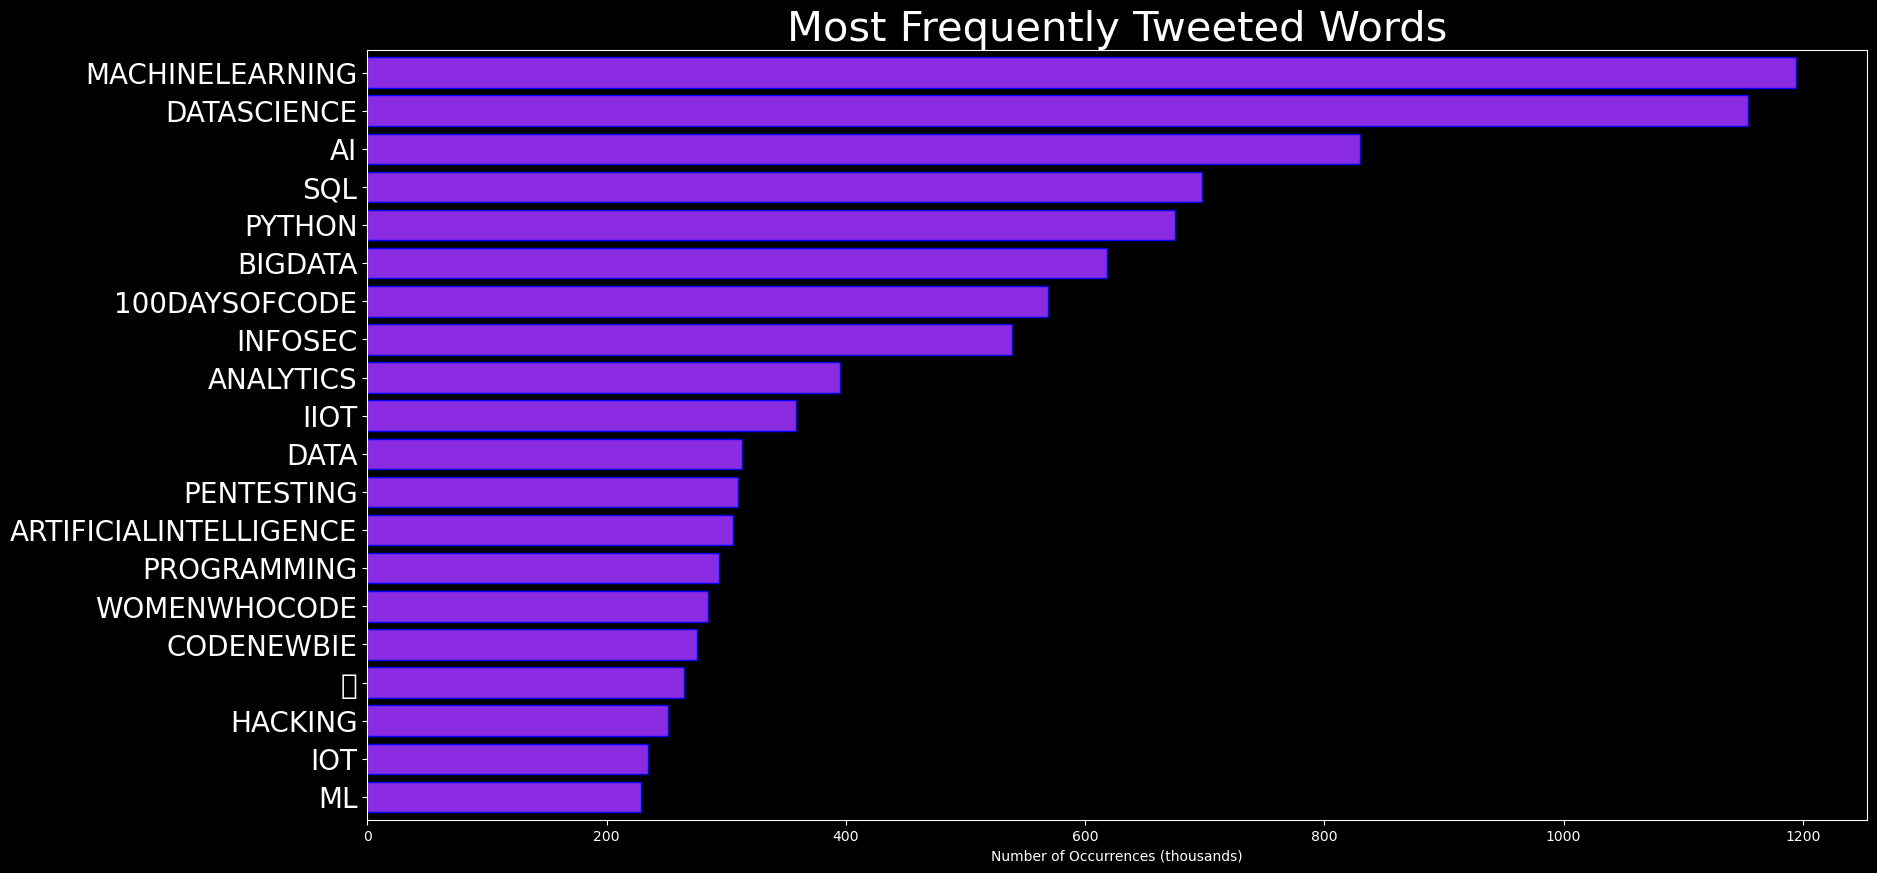 Most Frequently Tweeted Words
MACHINELEARNING
DATASCIENCE
AI
SQL
PYTHON
BIGDATA
100DAYSOFCODE
INFOSEC
ANALYTICS
IIOT
DATA
PENTESTING
ARTIFICIALINTELLIGENCE
PROGRAMMING
WOMENWHOCODE
CODENEWBIE
HACKING
IOT
ML
0 200 400 600 800 1000 1200
Number of Occurrences (thousands)